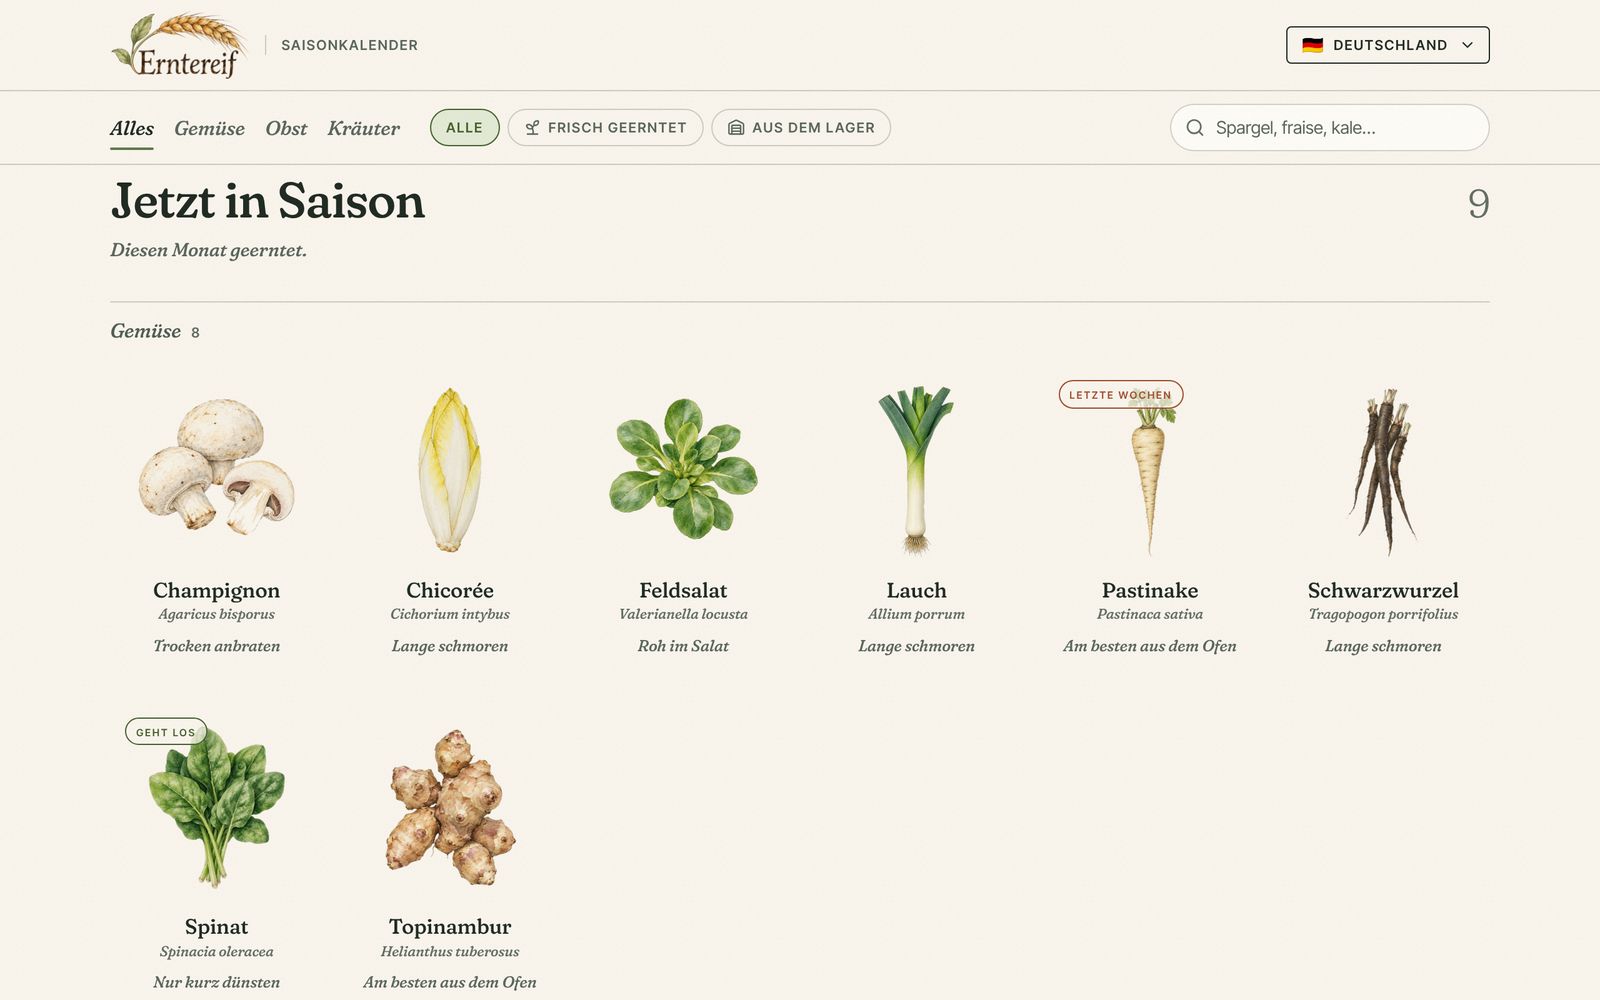 Erntereif
SAISONKALENDER
DEUTSCHLAND
Alles Gemüse Obst Kräuter ALLE FRISCH GEERNTET AUS DEM LAGER Spargel, fraise, kale...
Jetzt in Saison 9
Diesen Monat geerntet.
Gemüse 8
LETZTE WOCHEN
Champignon Chicorée Feldsalat Lauch Pastinake Schwarzwurzel
Agaricus bisporus Cichorium intybus Valerianella locusta Allium porrum Pastinaca sativa Tragopogon porrifolius
Trocken anbraten Lange schmoren Roh im Salat Lange schmoren Am besten aus dem Ofen Lange schmoren
GEHT LOS
Spinat Topinambur
Spinacia oleracea Helianthus tuberosus
Nur kurz dünsten Am besten aus dem Ofen